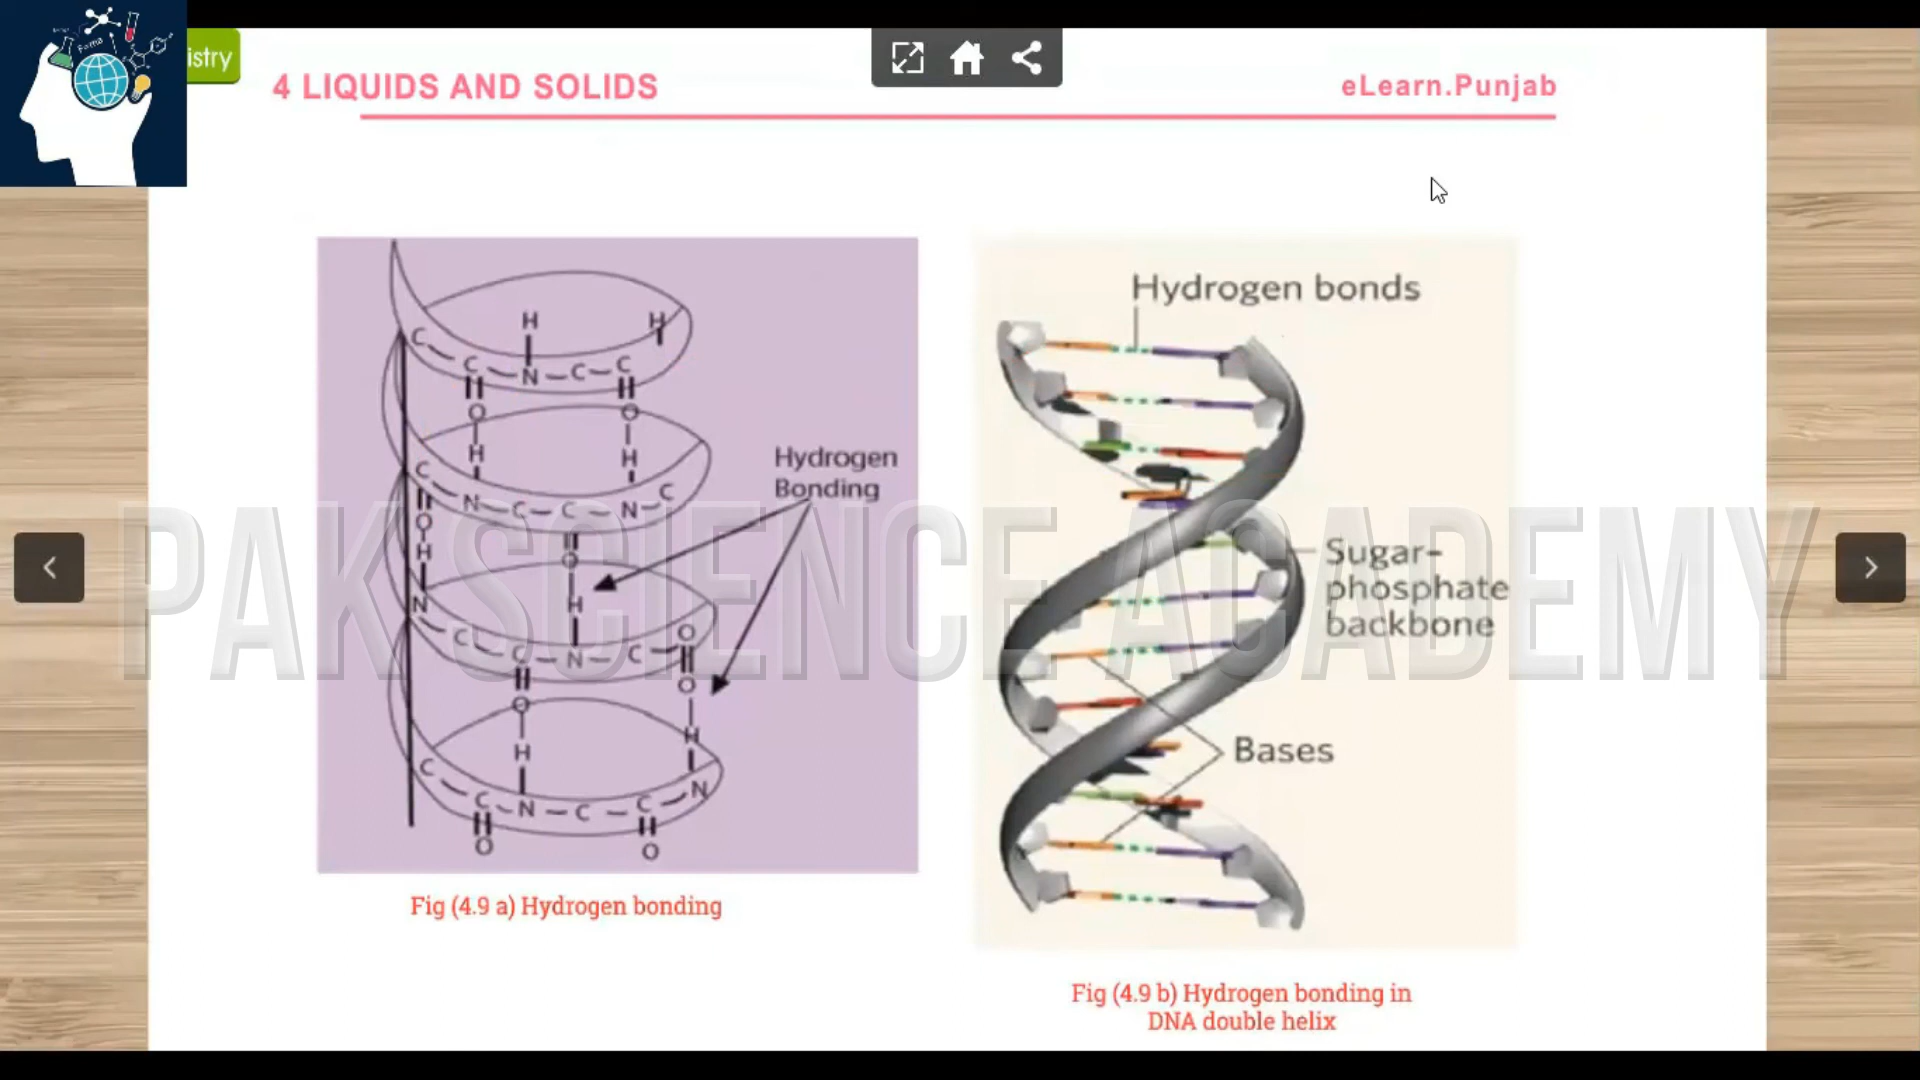 istry
4 LIQUIDS AND SOLIDS
eLearn.Punjab
Hydrogen
Bonding
H H
C C N C C
O O
H H
C N C C N C
O O
H H
N C C N C O
O O
H H
C C N C C N
O O
Fig (4.9 a) Hydrogen bonding
Hydrogen bonds
Sugar-
phosphate
backbone
Bases
Fig (4.9 b) Hydrogen bonding in
DNA double helix
PAK SCIENCE ACADEMY